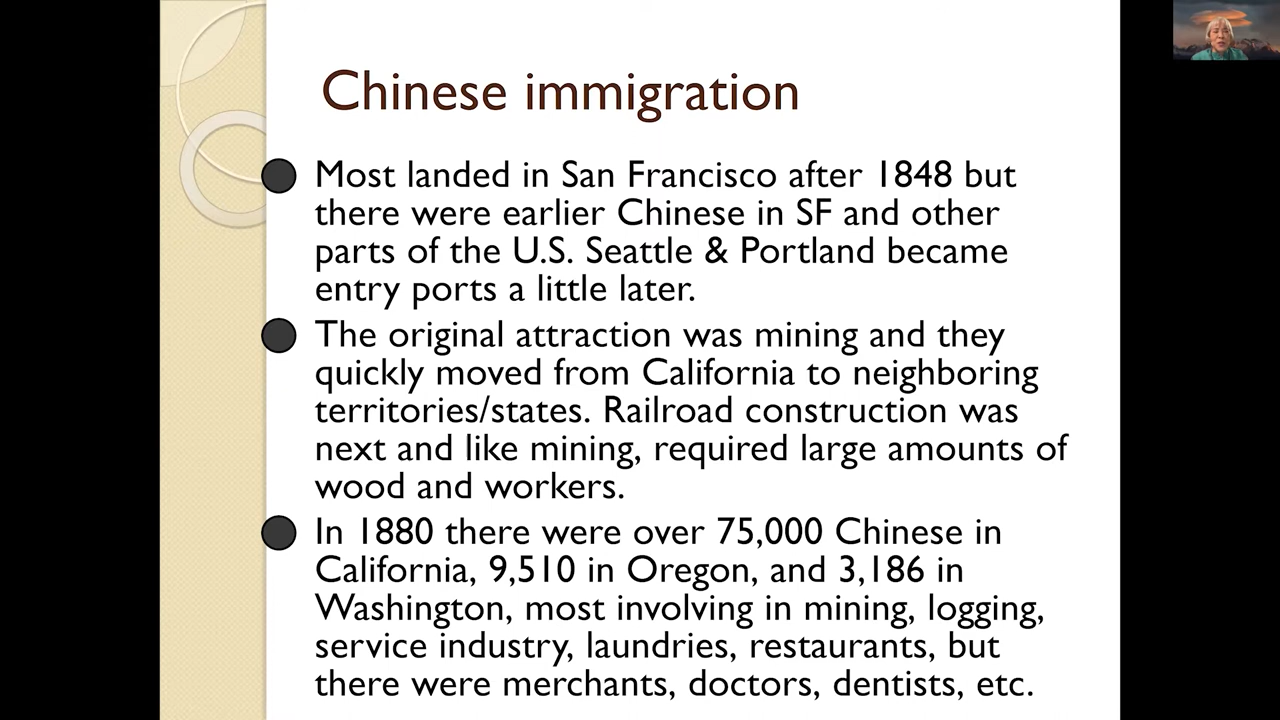 Chinese immigration
Most landed in San Francisco after 1848 but
there were earlier Chinese in SF and other
parts of the U.S. Seattle & Portland became
entry ports a little later.
The original attraction was mining and they
quickly moved from California to neighboring
territories/states. Railroad construction was
next and like mining, required large amounts of
wood and workers.
In 1880 there were over 75,000 Chinese in
California, 9,510 in Oregon, and 3,186 in
Washington, most involving in mining, logging,
service industry, laundries, restaurants, but
there were merchants, doctors, dentists, etc.